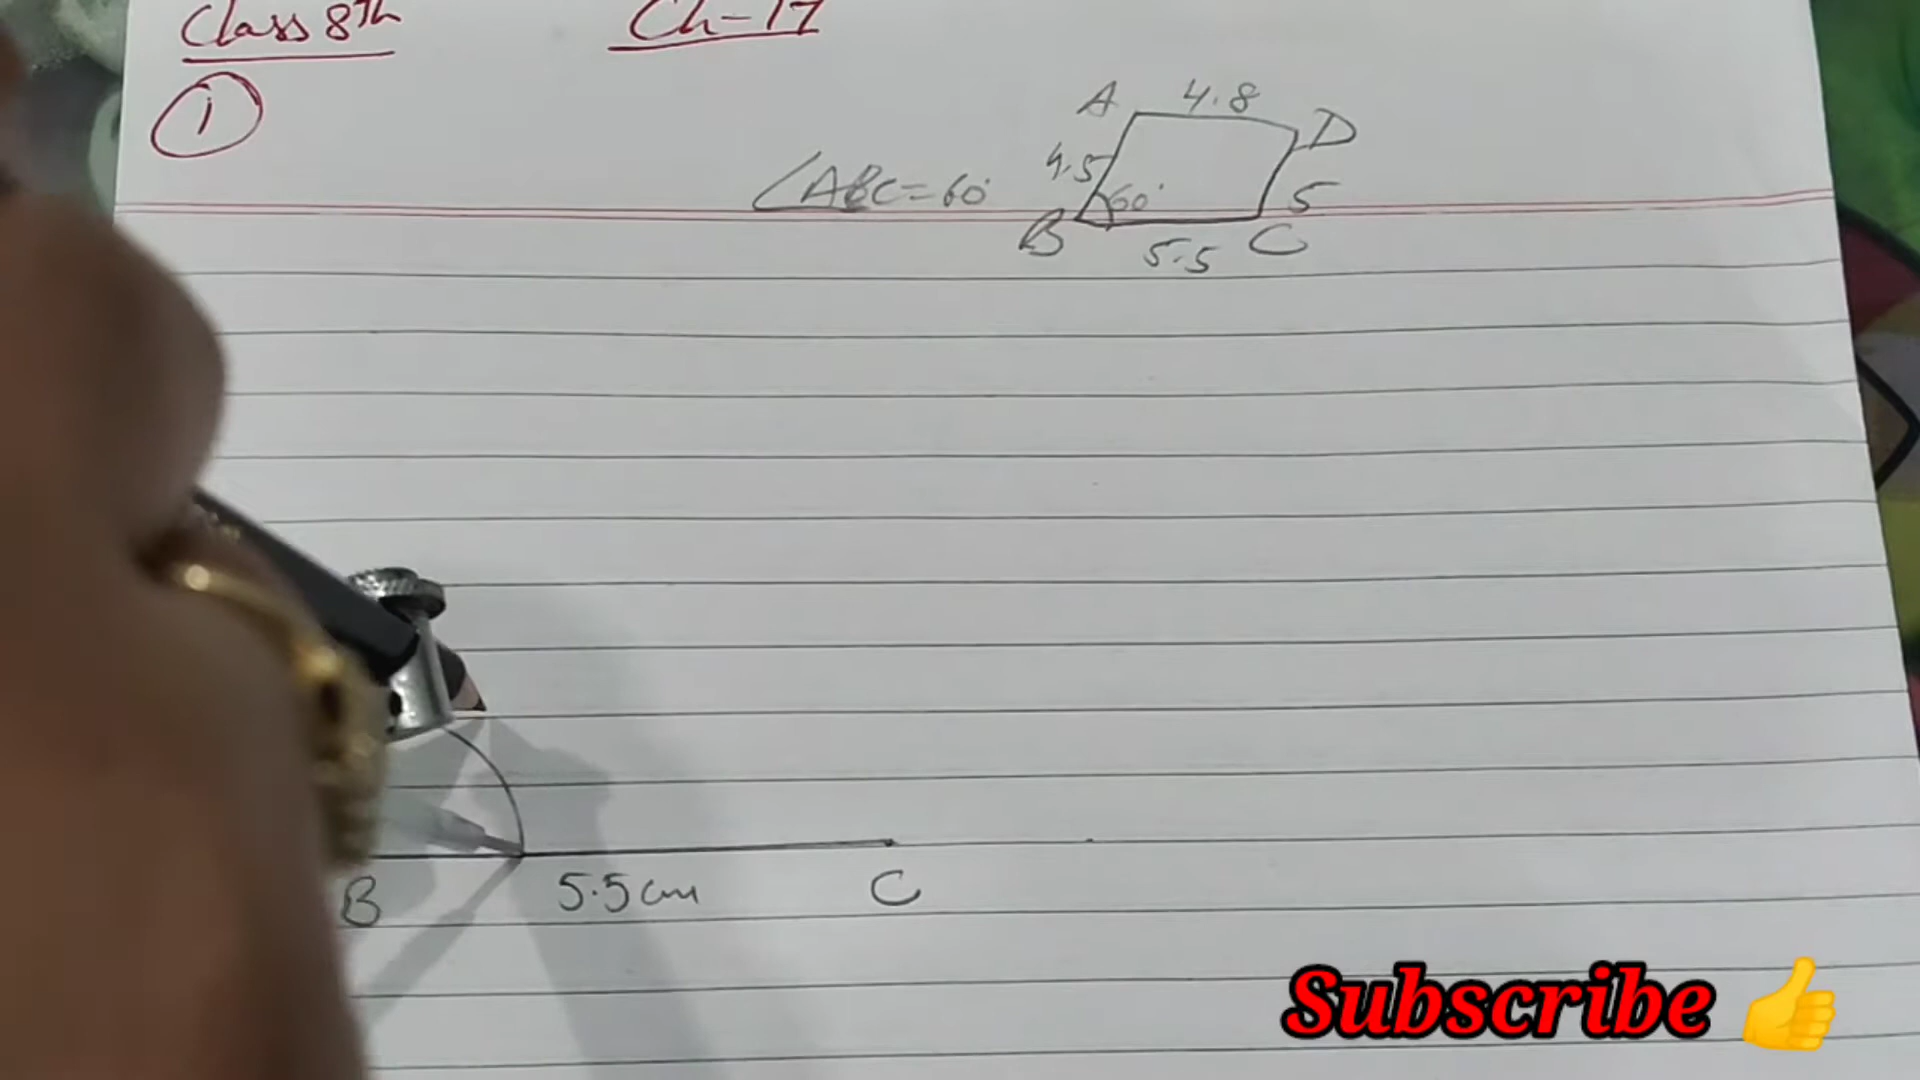 Class 8th Ch-17
1
A 4.8 D
4.5
∠ABC=60° 60° 5
B 5.5 C
B 5.5cm C
Subscribe